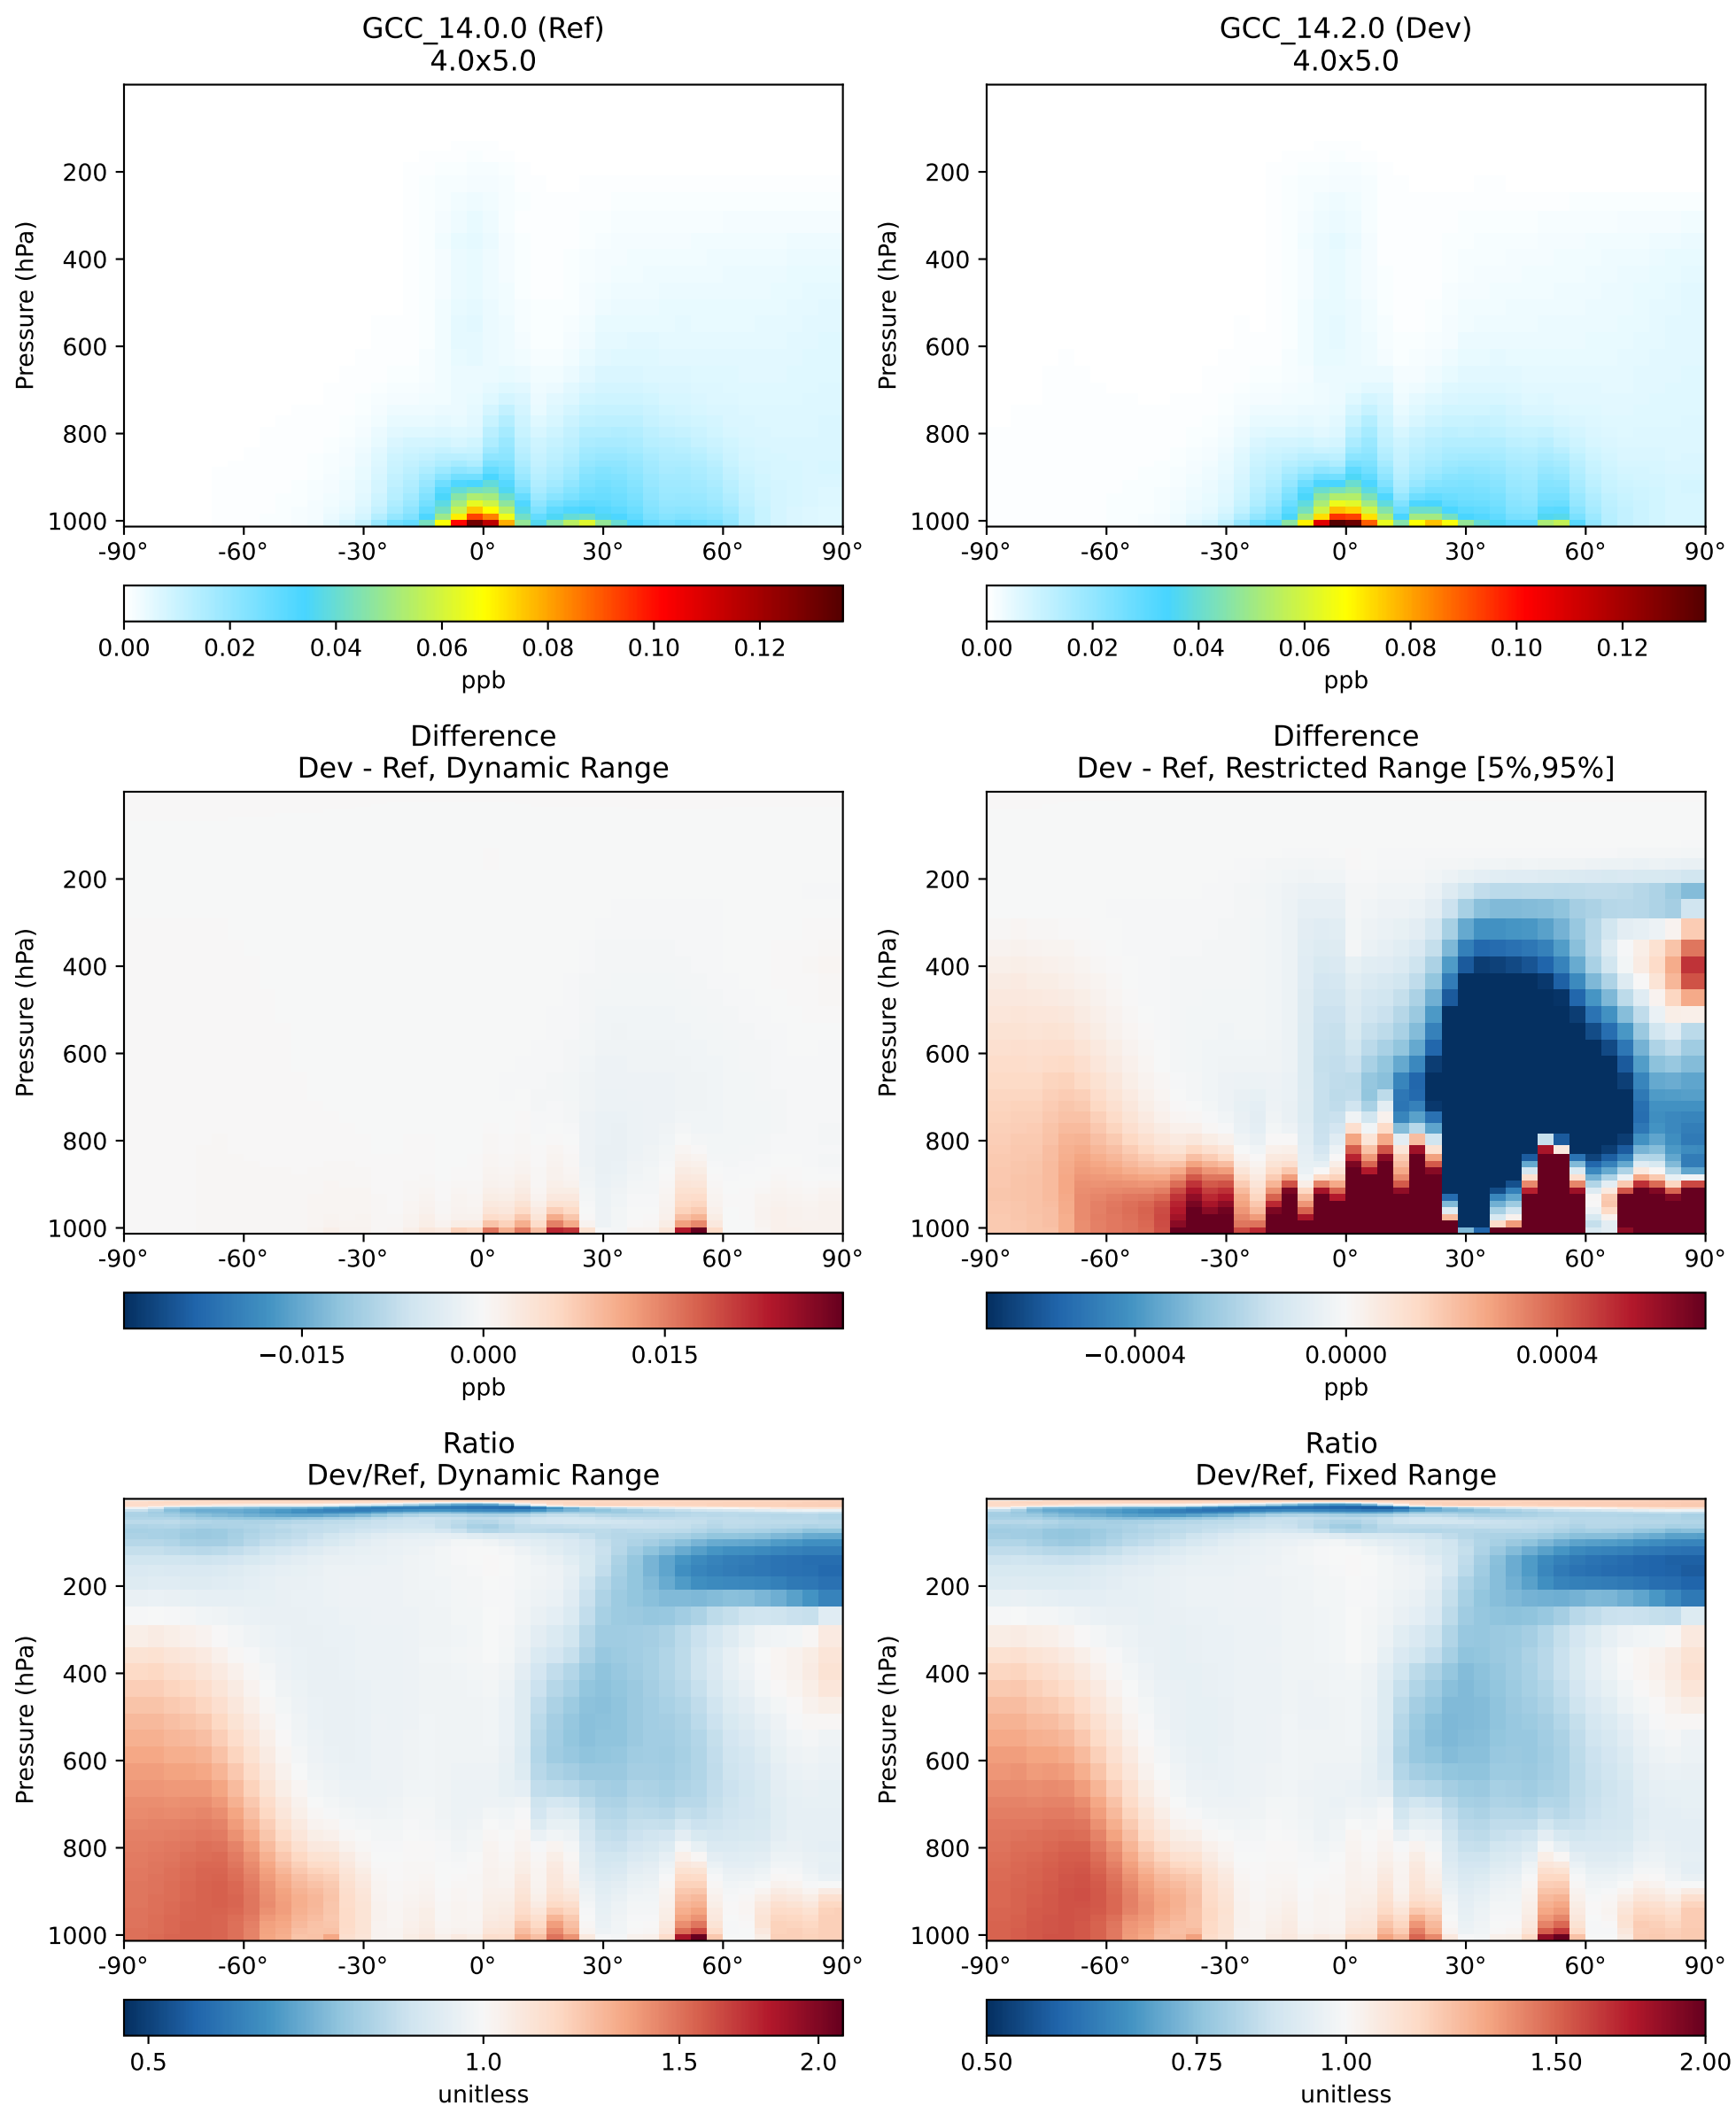 GCC_14.0.0 (Ref)
4.0x5.0
Pressure (hPa)
200
400
600
800
1000
-90° -60° -30° 0° 30° 60° 90°
0.00 0.02 0.04 0.06 0.08 0.10 0.12
ppb
GCC_14.2.0 (Dev)
4.0x5.0
Pressure (hPa)
200
400
600
800
1000
-90° -60° -30° 0° 30° 60° 90°
0.00 0.02 0.04 0.06 0.08 0.10 0.12
ppb
Difference
Dev - Ref, Dynamic Range
Pressure (hPa)
200
400
600
800
1000
-90° -60° -30° 0° 30° 60° 90°
−0.015 0.000 0.015
ppb
Difference
Dev - Ref, Restricted Range [5%,95%]
Pressure (hPa)
200
400
600
800
1000
-90° -60° -30° 0° 30° 60° 90°
−0.0004 0.0000 0.0004
ppb
Ratio
Dev/Ref, Dynamic Range
Pressure (hPa)
200
400
600
800
1000
-90° -60° -30° 0° 30° 60° 90°
0.5 1.0 1.5 2.0
unitless
Ratio
Dev/Ref, Fixed Range
Pressure (hPa)
200
400
600
800
1000
-90° -60° -30° 0° 30° 60° 90°
0.50 0.75 1.00 1.50 2.00
unitless